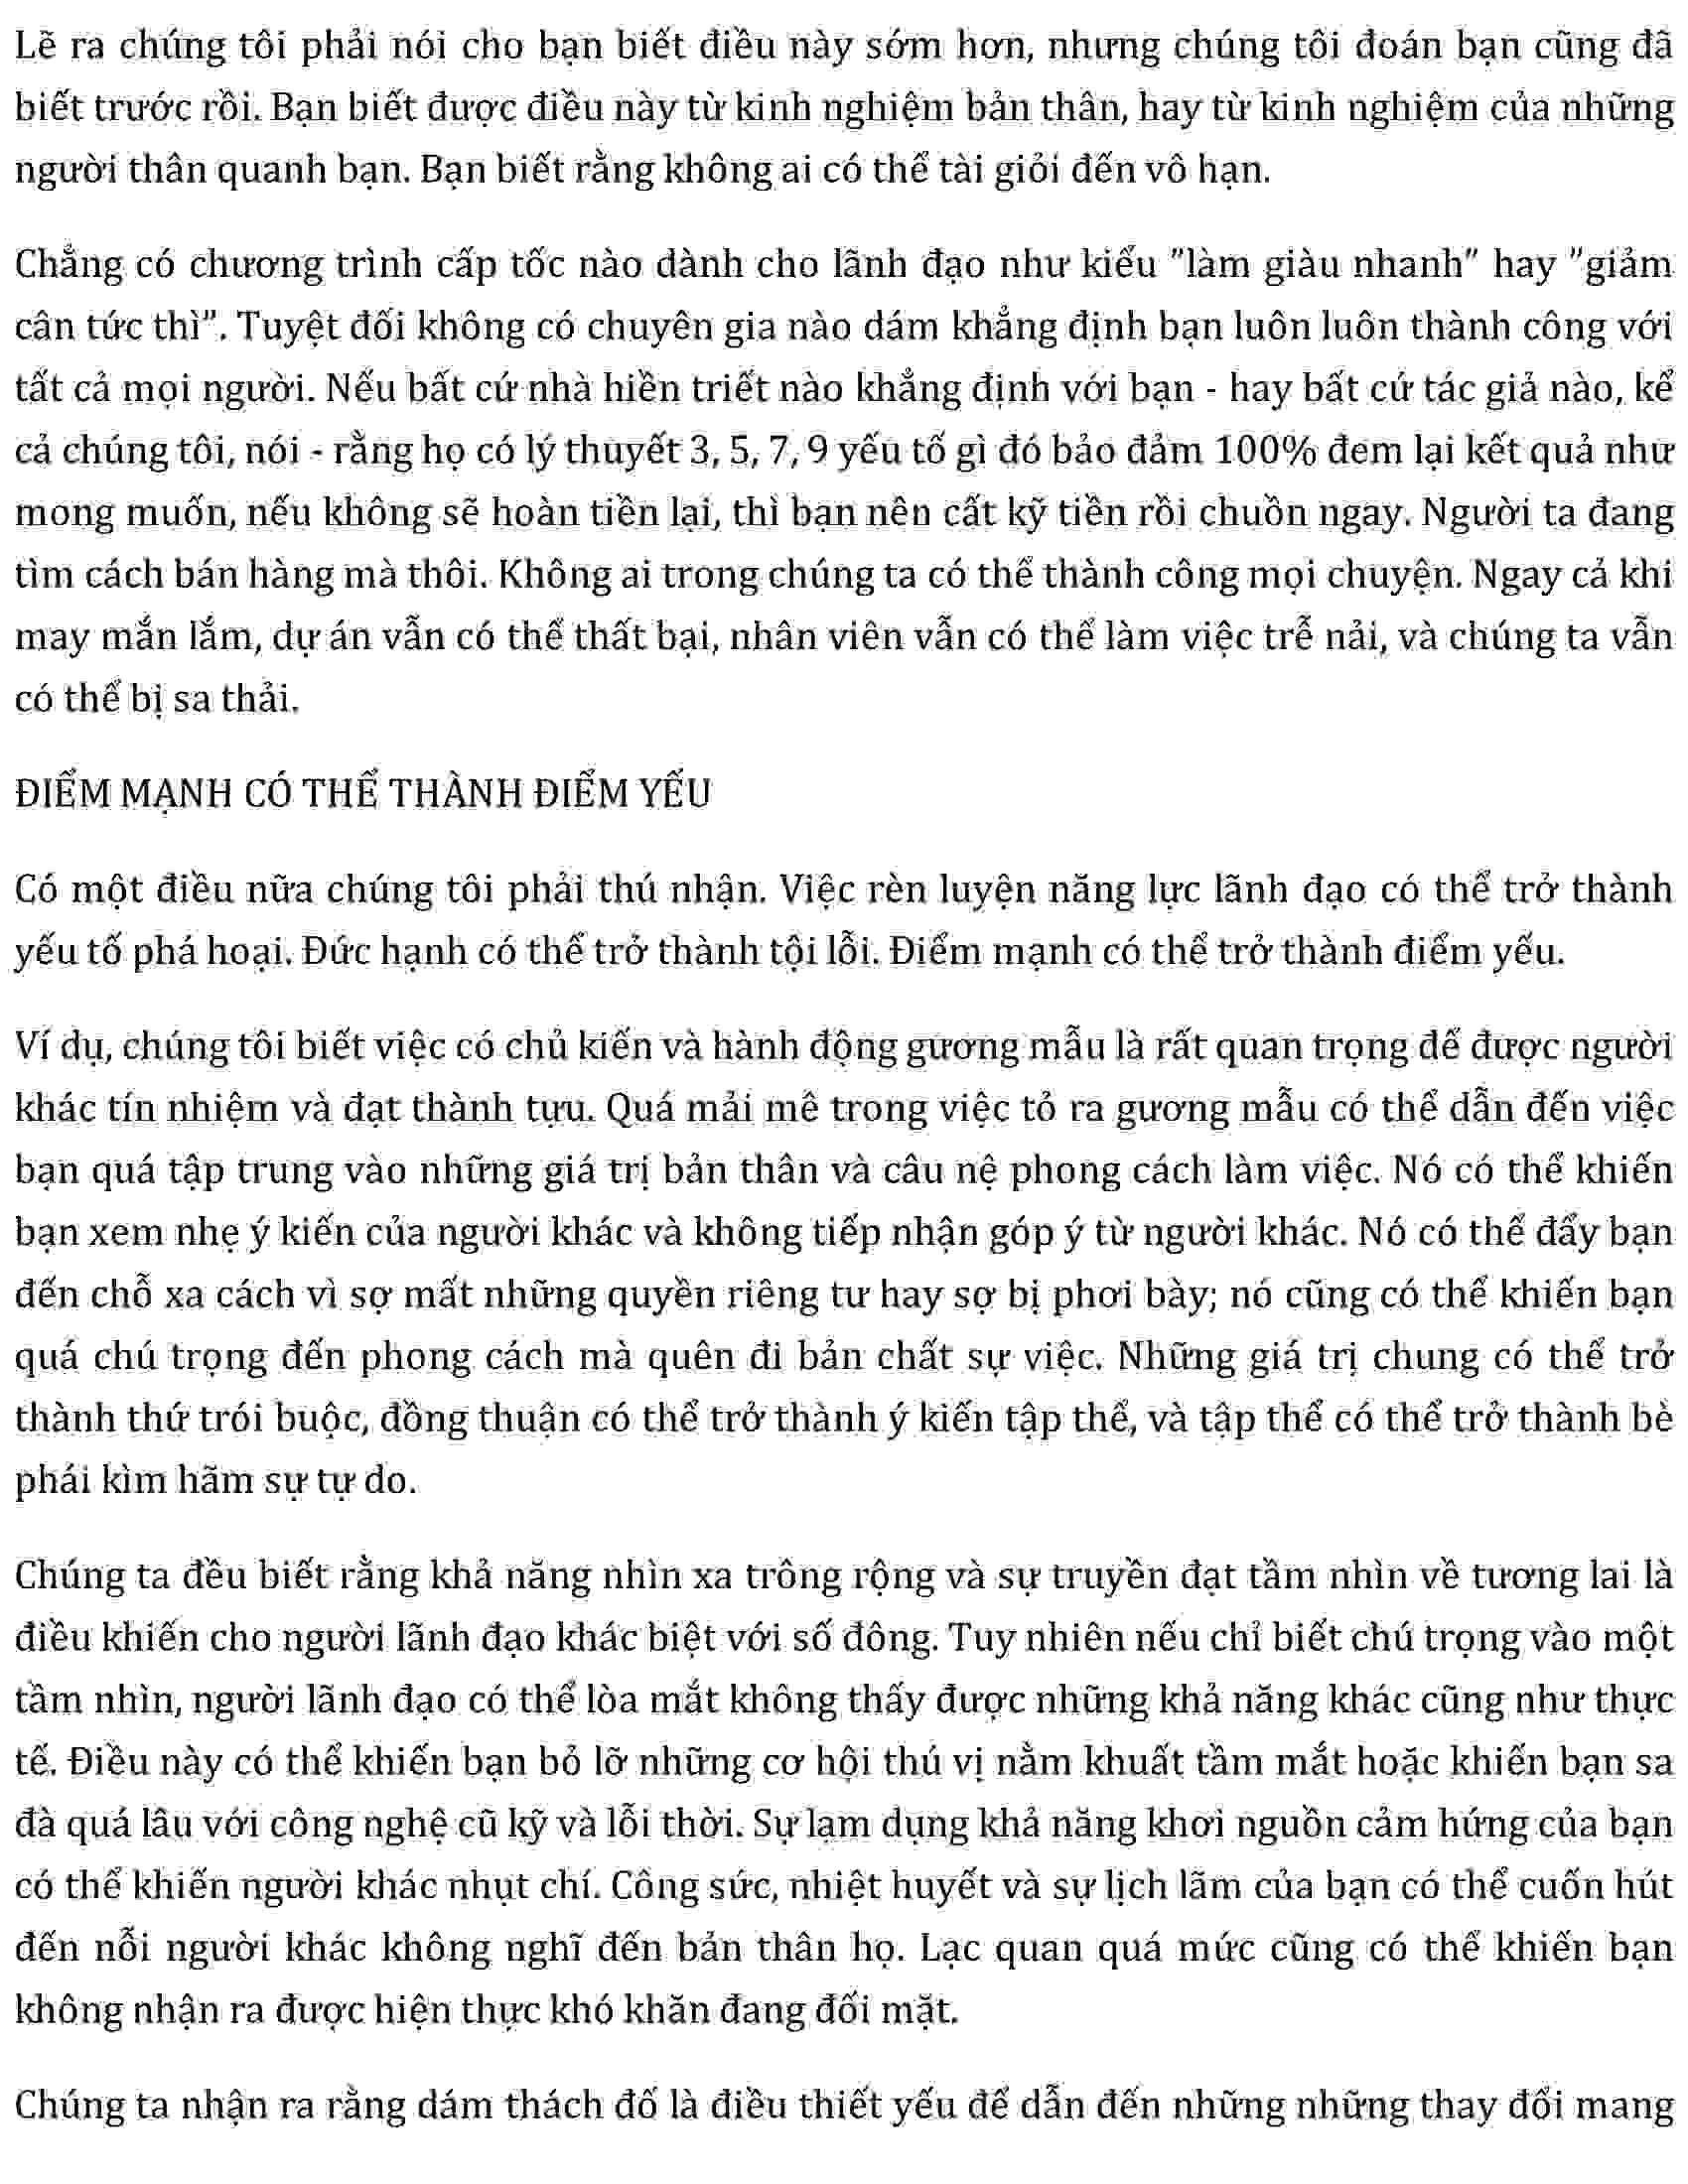 Lẽ ra chúng tôi phải nói cho bạn biết điều này sớm hơn, nhưng chúng tôi đoán bạn cũng đã
biết trước rồi. Bạn biết được điều này từ kinh nghiệm bản thân, hay từ kinh nghiệm của những
người thân quanh bạn. Bạn biết rằng không ai có thể tài giỏi đến vô hạn.
Chẳng có chương trình cấp tốc nào dành cho lãnh đạo như kiểu "làm giàu nhanh" hay "giảm
cân tức thì". Tuyệt đối không có chuyên gia nào dám khẳng định bạn luôn luôn thành công với
tất cả mọi người. Nếu bất cứ nhà hiền triết nào khẳng định với bạn - hay bất cứ tác giả nào, kể
cả chúng tôi, nói - rằng họ có lý thuyết 3, 5, 7, 9 yếu tố gì đó bảo đảm 100% đem lại kết quả như
mong muốn, nếu không sẽ hoàn tiền lại, thì bạn nên cất kỹ tiền rồi chuồn ngay. Người ta đang
tìm cách bán hàng mà thôi. Không ai trong chúng ta có thể thành công mọi chuyện. Ngay cả khi
may mắn lắm, dự án vẫn có thể thất bại, nhân viên vẫn có thể làm việc trễ nải, và chúng ta vẫn
có thể bị sa thải.
ĐIỂM MẠNH CÓ THỂ THÀNH ĐIỂM YẾU
Có một điều nữa chúng tôi phải thú nhận. Việc rèn luyện năng lực lãnh đạo có thể trở thành
yếu tố phá hoại. Đức hạnh có thể trở thành tội lỗi. Điểm mạnh có thể trở thành điểm yếu.
Ví dụ, chúng tôi biết việc có chủ kiến và hành động gương mẫu là rất quan trọng để được người
khác tín nhiệm và đạt thành tựu. Quá mải mê trong việc tỏ ra gương mẫu có thể dẫn đến việc
bạn quá tập trung vào những giá trị bản thân và câu nệ phong cách làm việc. Nó có thể khiến
bạn xem nhẹ ý kiến của người khác và không tiếp nhận góp ý từ người khác. Nó có thể đẩy bạn
đến chỗ xa cách vì sợ mất những quyền riêng tư hay sợ bị phơi bày; nó cũng có thể khiến bạn
quá chú trọng đến phong cách mà quên đi bản chất sự việc. Những giá trị chung có thể trở
thành thứ trói buộc, đồng thuận có thể trở thành ý kiến tập thể, và tập thể có thể trở thành bè
phái kìm hãm sự tự do.
Chúng ta đều biết rằng khả năng nhìn xa trông rộng và sự truyền đạt tầm nhìn về tương lai là
điều khiến cho người lãnh đạo khác biệt với số đông. Tuy nhiên nếu chỉ biết chú trọng vào một
tầm nhìn, người lãnh đạo có thể lòa mắt không thấy được những khả năng khác cũng như thực
tế. Điều này có thể khiến bạn bỏ lỡ những cơ hội thú vị nằm khuất tầm mắt hoặc khiến bạn sa
đà quá lâu với công nghệ cũ kỹ và lỗi thời. Sự lạm dụng khả năng khơi nguồn cảm hứng của bạn
có thể khiến người khác nhụt chí. Công sức, nhiệt huyết và sự lịch lãm của bạn có thể cuốn hút
đến nỗi người khác không nghĩ đến bản thân họ. Lạc quan quá mức cũng có thể khiến bạn
không nhận ra được hiện thực khó khăn đang đối mặt.
Chúng ta nhận ra rằng dám thách đố là điều thiết yếu để dẫn đến những những thay đổi mang